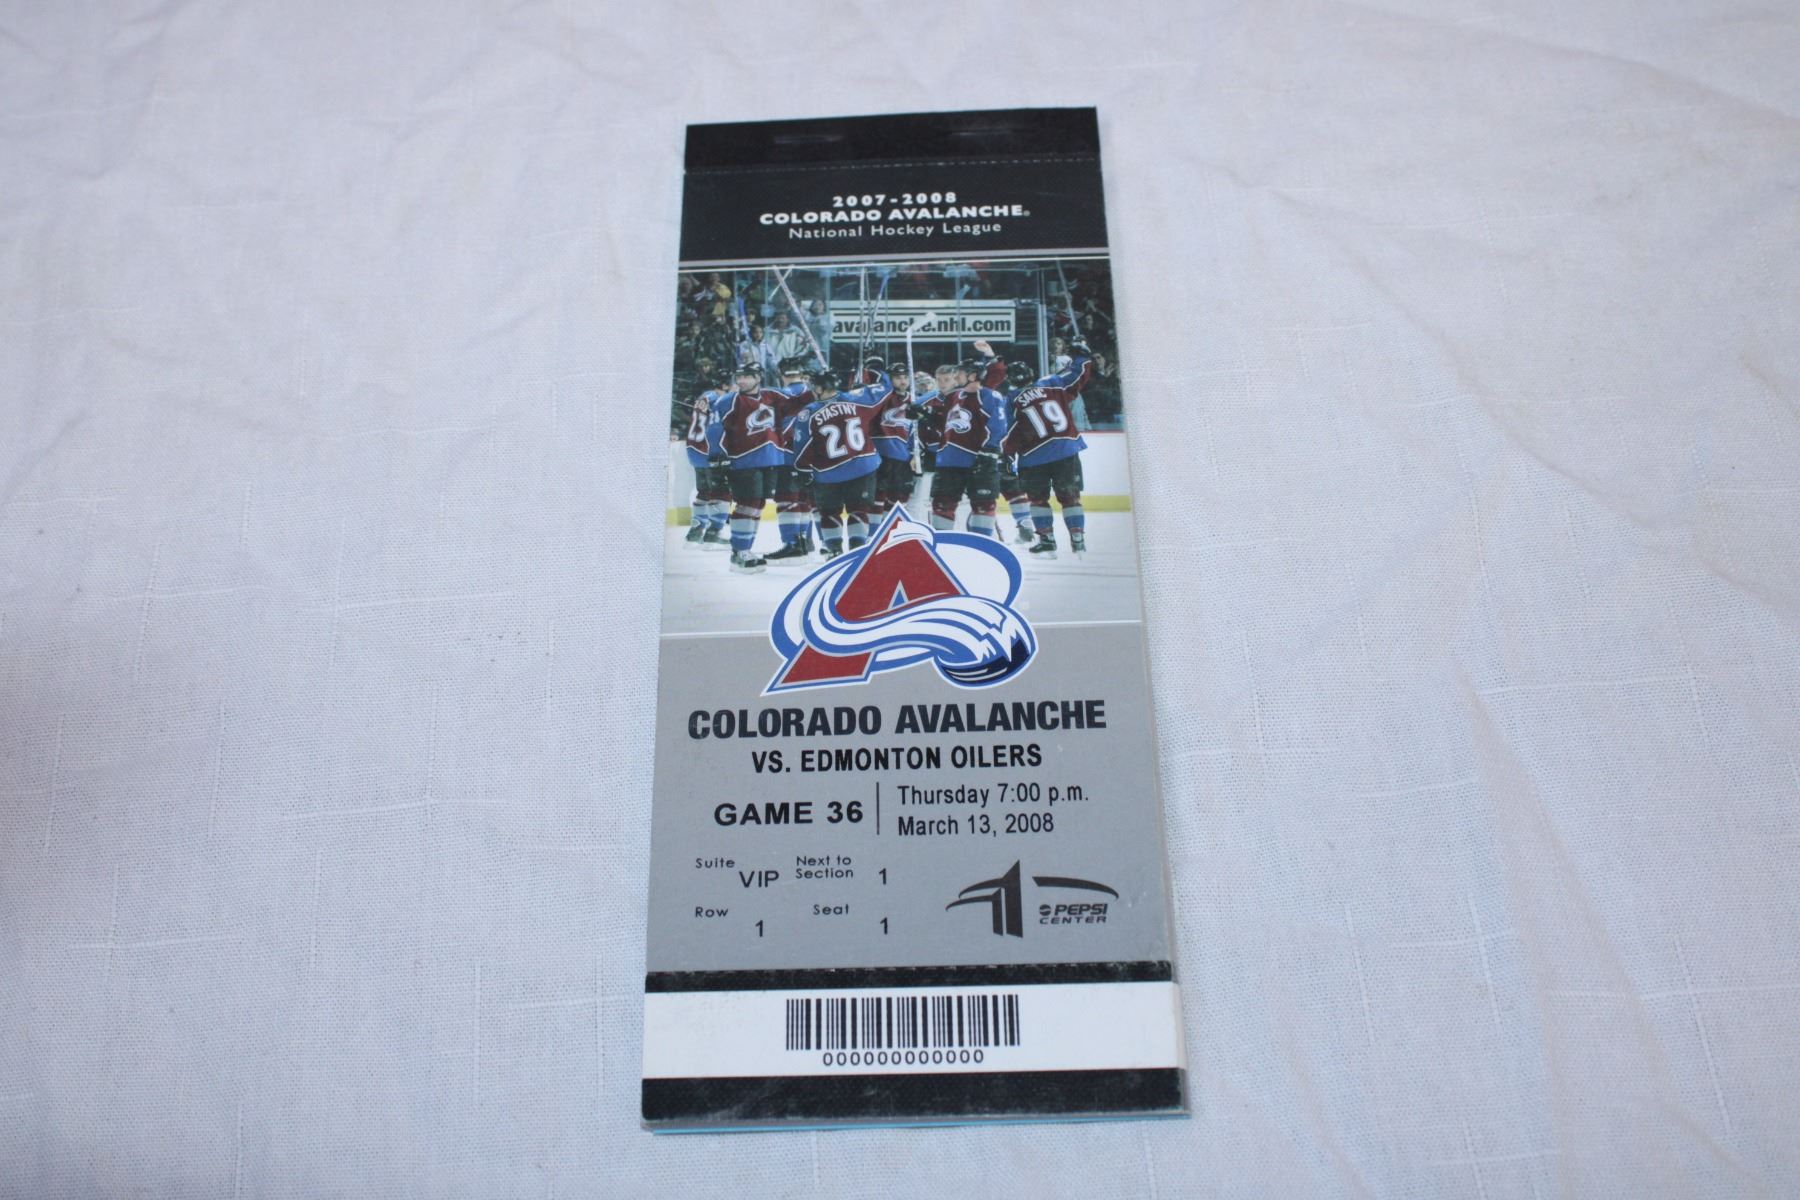 2007-2008
COLORADO AVALANCHE®
National Hockey League
avalanche.nhl.com
23
STASTNY
26
SAKIC
19
COLORADO AVALANCHE
VS. EDMONTON OILERS
GAME 36
Thursday 7:00 p.m.
March 13, 2008
Suite VIP Next to Section 1
Row 1 Seat 1
PEPSI
CENTER
000000000000